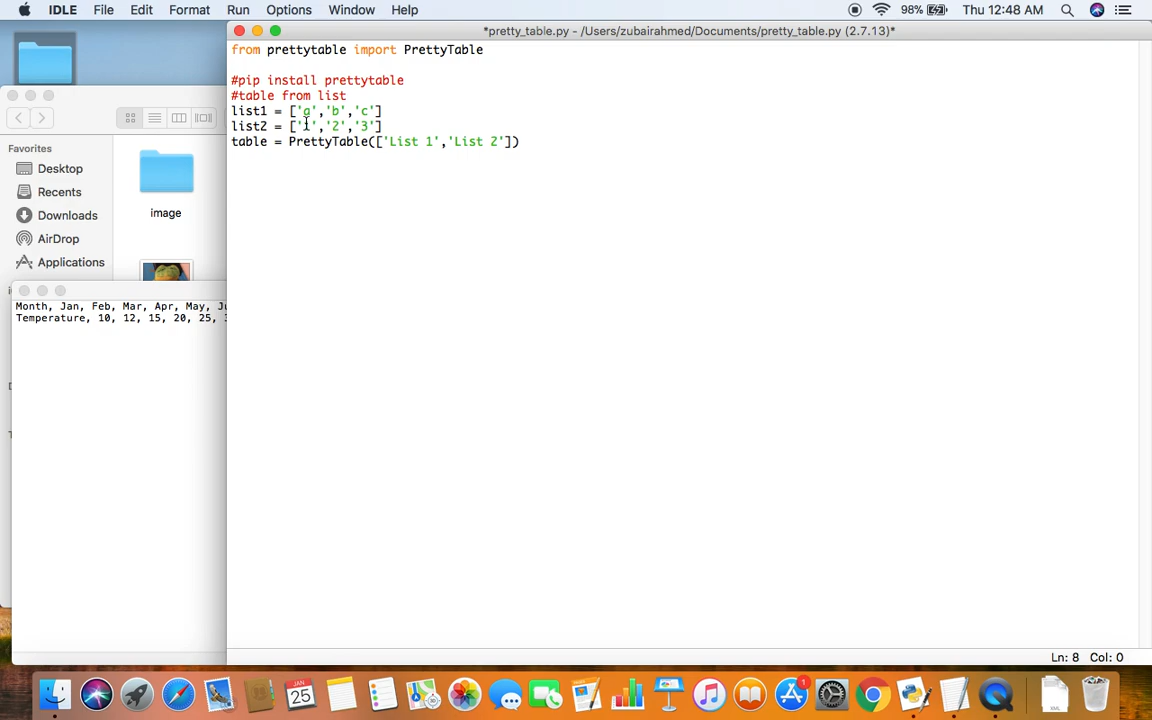 IDLE File Edit Format Run Options Window Help 98% Thu 12:48 AM
*pretty_table.py - /Users/zubairahmed/Documents/pretty_table.py (2.7.13)*
from prettytable import PrettyTable
#pip install prettytable
#table from list
list1 = ['a','b','c']
list2 = ['1','2','3']
table = PrettyTable(['List 1','List 2'])
Favorites
Desktop
Recents
Downloads
AirDrop
Applications
image
Month, Jan, Feb, Mar, Apr, May,
Temperature, 10, 12, 15, 20, 25,
Ln: 8 Col: 0
JAN
25
1
XML